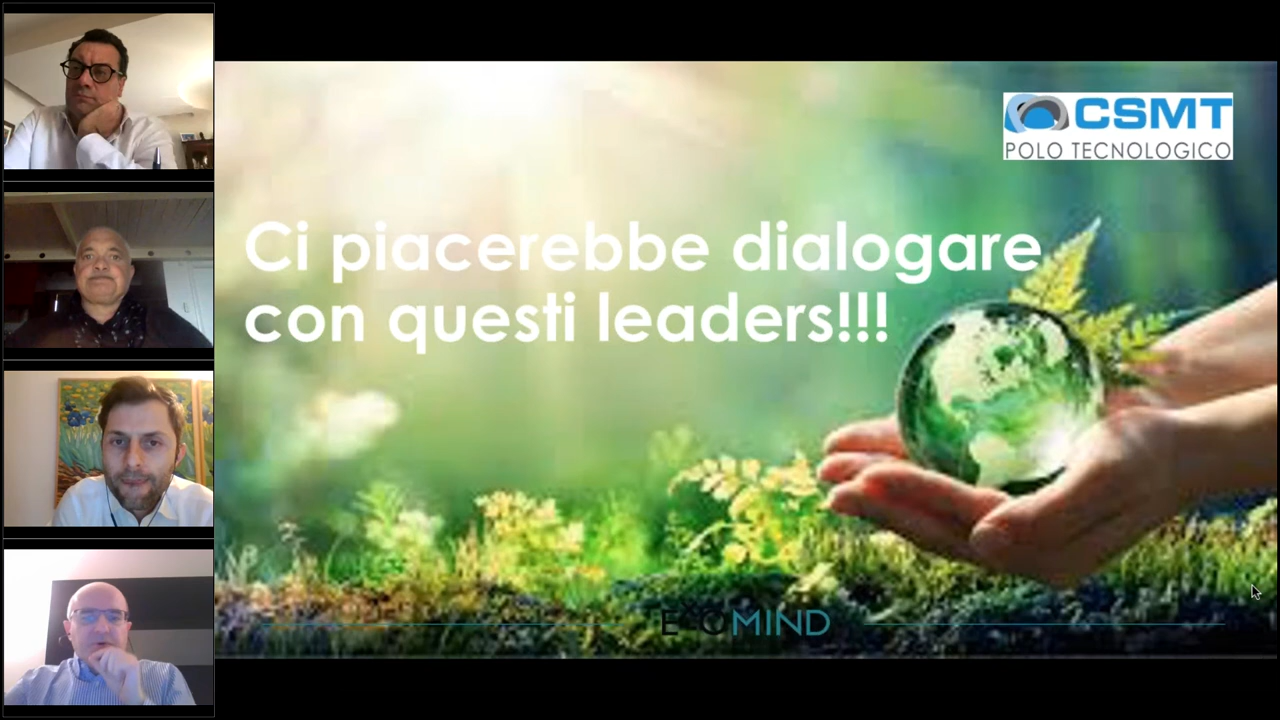 CSMT
POLO TECNOLOGICO
Ci piacerebbe dialogare
con questi leaders!!!
MIND